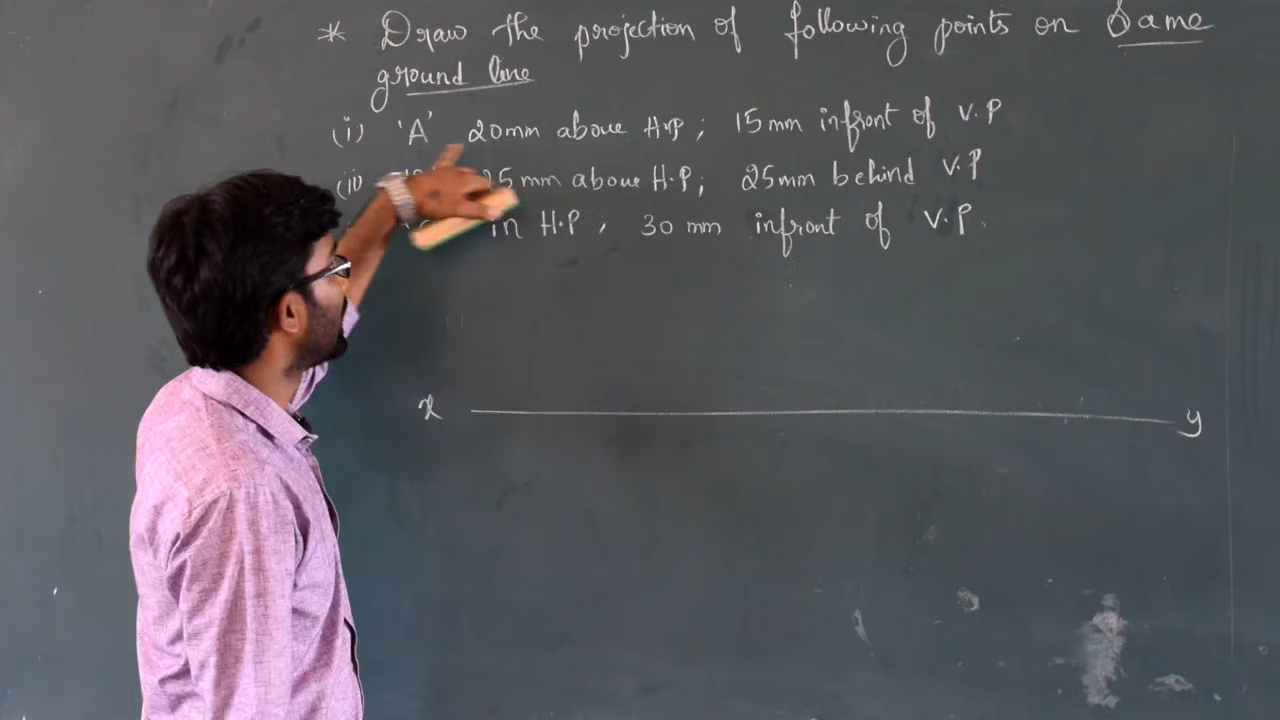 * Draw the projection of following points on Same
ground line
(i) 'A' 20mm above H.P ; 15mm infront of V.P
(ii) 25mm above H.P; 25mm behind V.P
in H.P ; 30 mm infront of V.P.
x y